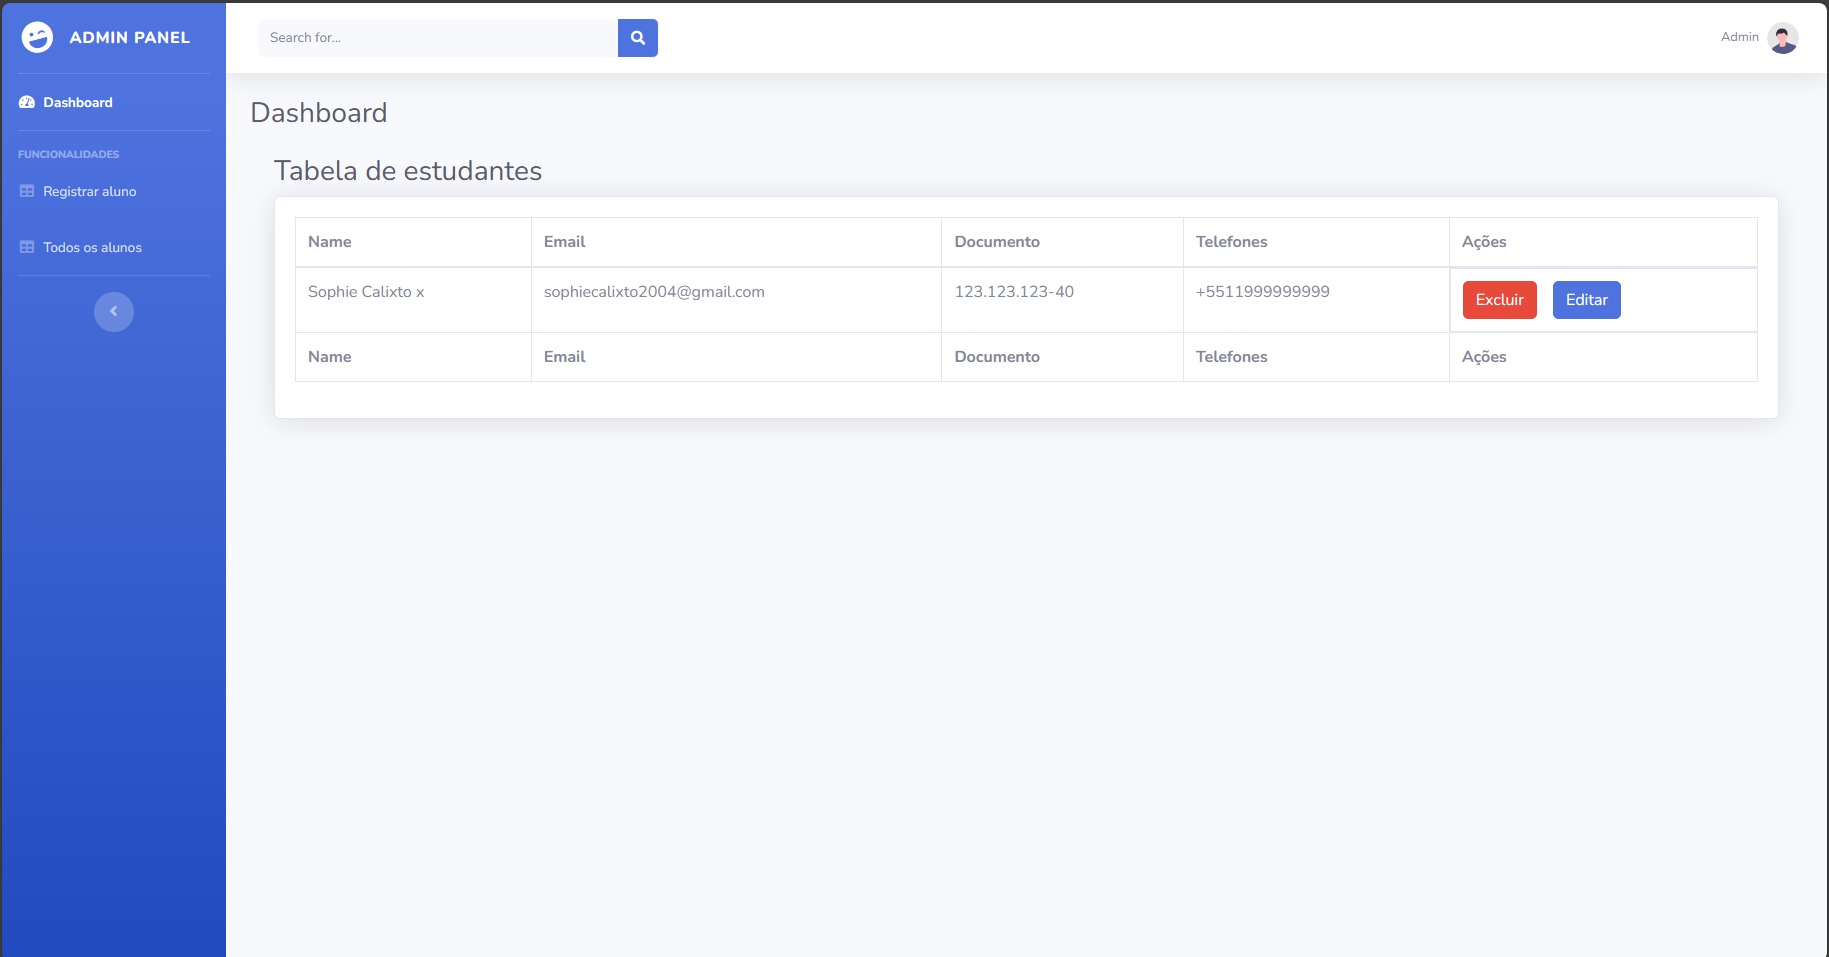 ADMIN PANEL
Search for...
Admin
Dashboard
FUNCIONALIDADES
Registrar aluno
Todos os alunos
Dashboard
Tabela de estudantes
Name Email Documento Telefones Ações
Sophie Calixto x sophiecalixto2004@gmail.com 123.123.123-40 +5511999999999 Excluir Editar
Name Email Documento Telefones Ações